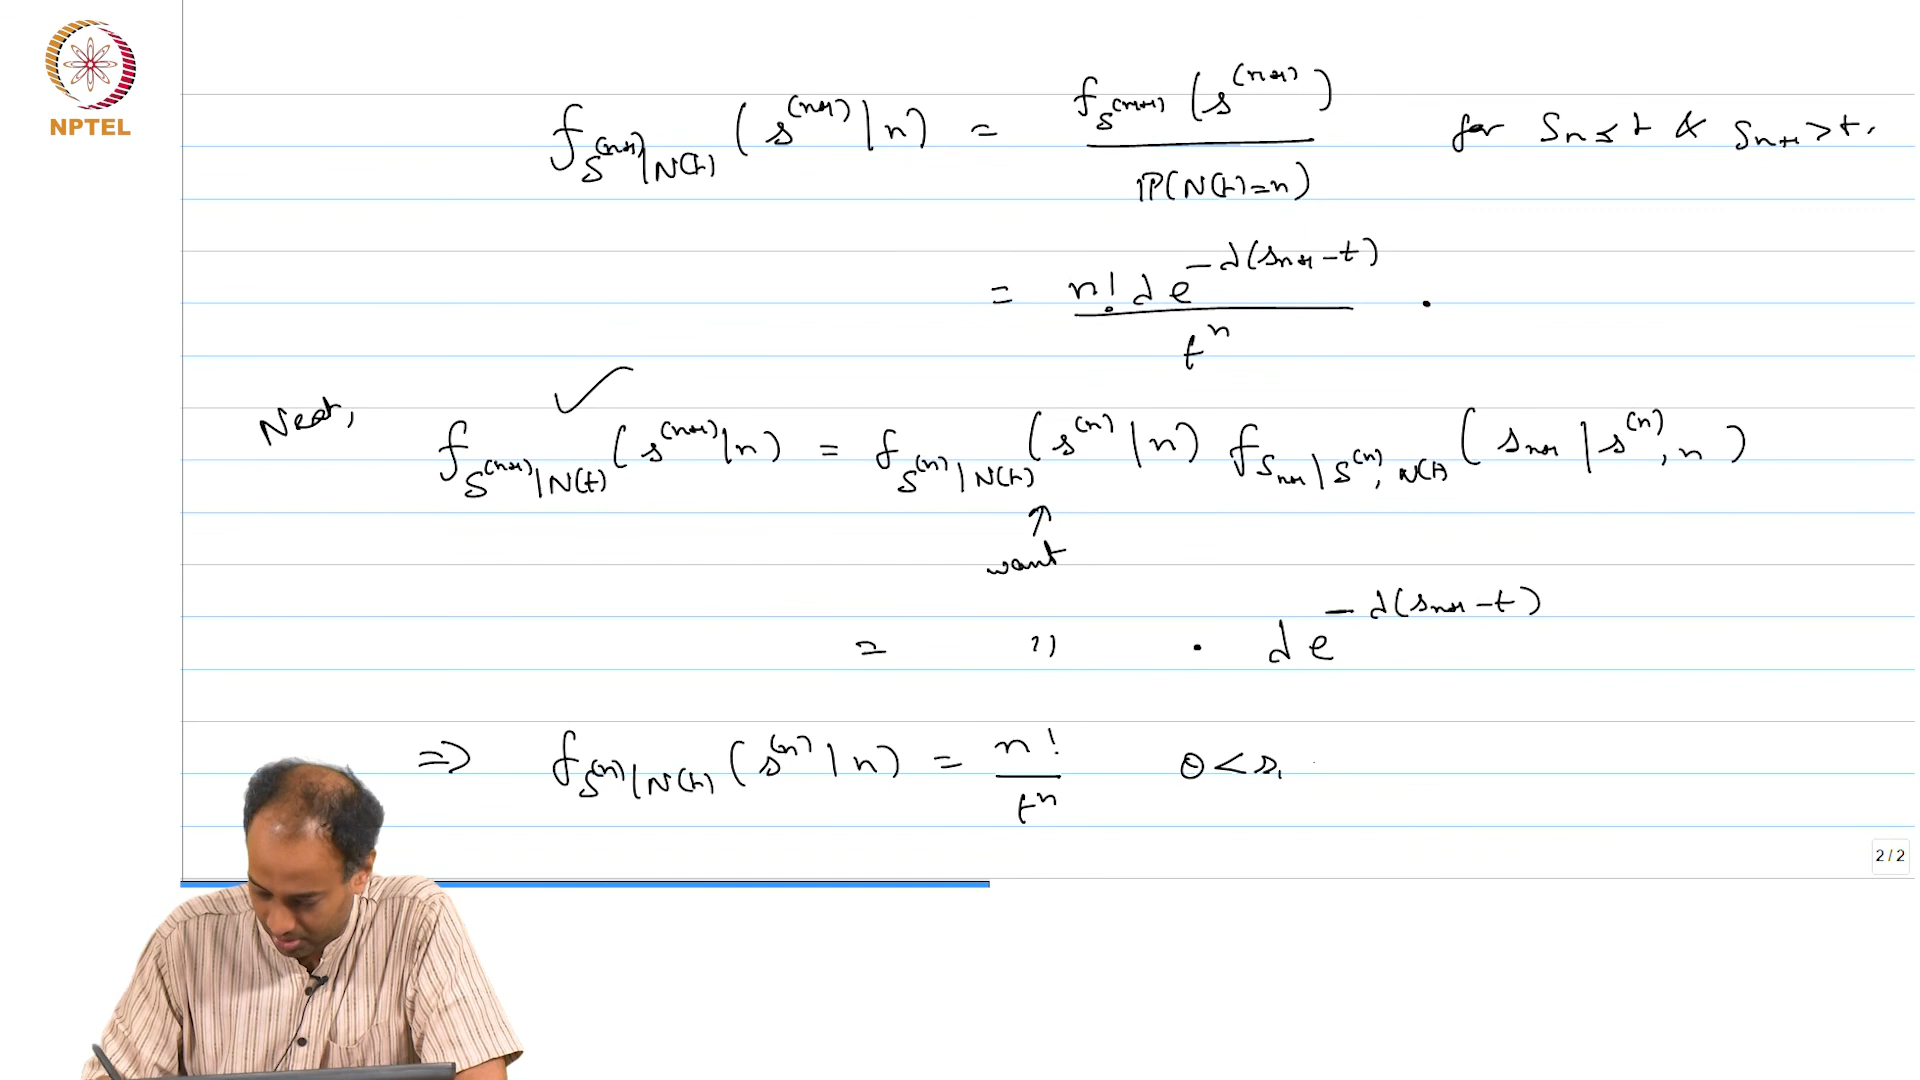 NPTEL
f_{S^{(n+1)}|N(t)} (s^{(n+1)} | n) = f_{S^{(n+1)}} (s^{(n+1)}) / P(N(t)=n) for s_n ≤ t & s_{n+1} > t.
= n! λ e^{-λ(s_{n+1} - t)} / t^n .
Next, ✓ f_{S^{(n+1)}|N(t)} (s^{(n+1)} | n) = f_{S^{(n)}|N(t)} (s^{(n)} | n) f_{S_{n+1}|S^{(n)}, N(t)} (s_{n+1} | s^{(n)}, n)
↑
want
= '' · λ e^{-λ(s_{n+1} - t)}
⇒ f_{S^{(n)}|N(t)} (s^{(n)} | n) = n! / t^n 0 < s_1
2 / 2